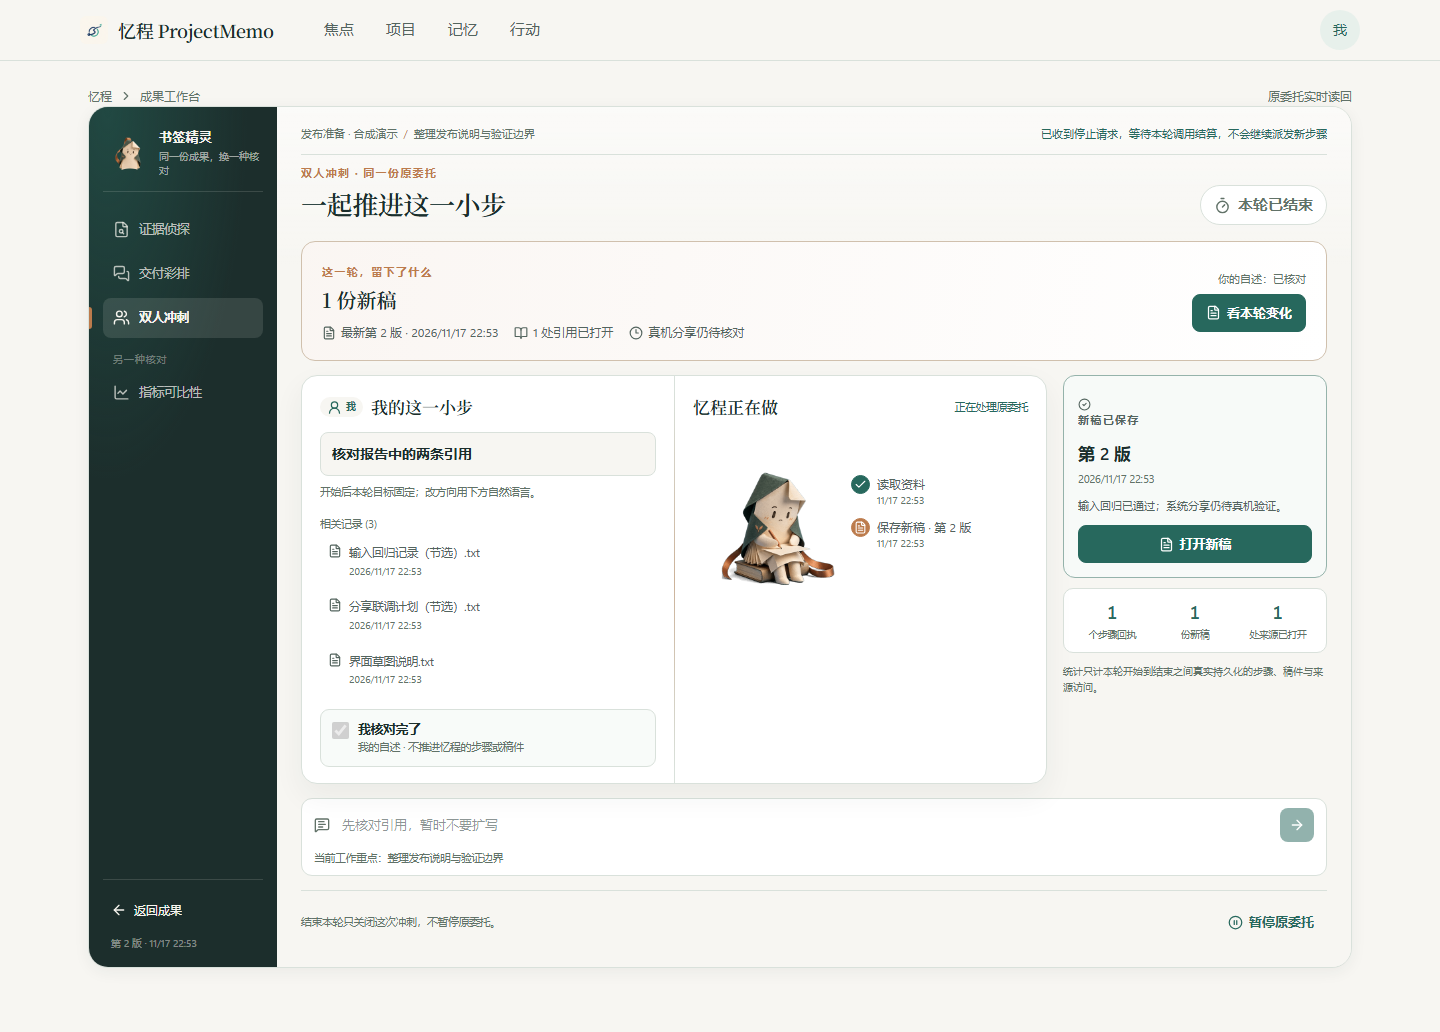 忆程 ProjectMemo
焦点
项目
记忆
行动
我
忆程
成果工作台
原委托实时读回
书签精灵
同一份成果，换一种核
对
证据侦探
交付彩排
双人冲刺
另一种核对
指标可比性
返回成果
第 2 版 · 11/17 22:53
发布准备 · 合成演示 / 整理发布说明与验证边界
已收到停止请求，等待本轮调用结算，不会继续派发新步骤
双人冲刺 · 同一份原委托
一起推进这一小步
本轮已结束
这一轮，留下了什么
1 份新稿
最新第 2 版 · 2026/11/17 22:53
1 处引用已打开
真机分享仍待核对
你的自述：已核对
看本轮变化
我
我的这一小步
核对报告中的两条引用
开始后本轮目标固定；改方向用下方自然语言。
相关记录 (3)
输入回归记录（节选）.txt
2026/11/17 22:53
分享联调计划（节选）.txt
2026/11/17 22:53
界面草图说明.txt
2026/11/17 22:53
我核对完了
我的自述 · 不推进忆程的步骤或稿件
忆程正在做
正在处理原委托
读取资料
11/17 22:53
保存新稿 · 第 2 版
11/17 22:53
新稿已保存
第 2 版
2026/11/17 22:53
输入回归已通过；系统分享仍待真机验证。
打开新稿
1
个步骤回执
1
份新稿
1
处来源已打开
统计只计本轮开始到结束之间真实持久化的步骤、稿件与来
源访问。
先核对引用，暂时不要扩写
当前工作重点：整理发布说明与验证边界
结束本轮只关闭这次冲刺，不暂停原委托。
暂停原委托